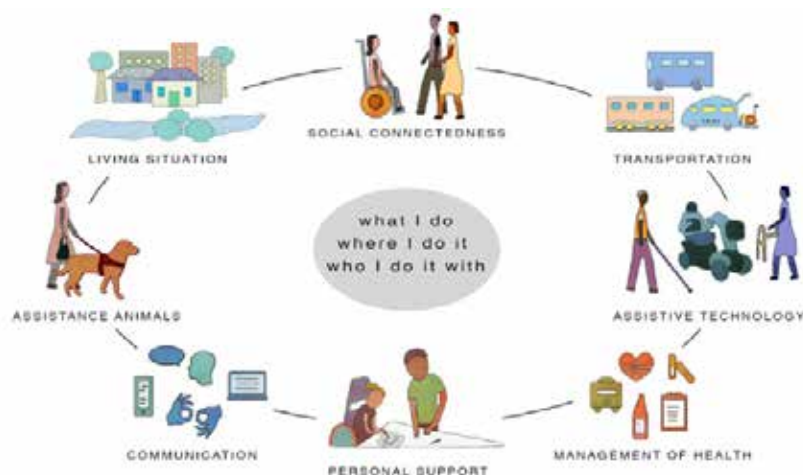 SOCIAL CONNECTEDNESS
LIVING SITUATION
TRANSPORTATION
what I do
where I do it
who I do it with
ASSISTANCE ANIMALS
ASSISTIVE TECHNOLOGY
COMMUNICATION
PERSONAL SUPPORT
MANAGEMENT OF HEALTH